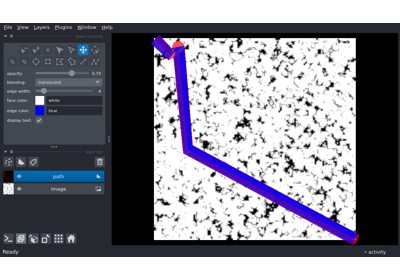 File View Layers Plugins Window Help
opacity: 0.70
blending: translucent
edge width:
face color: white
edge color: blue
display text:
path
Image
Ready activity